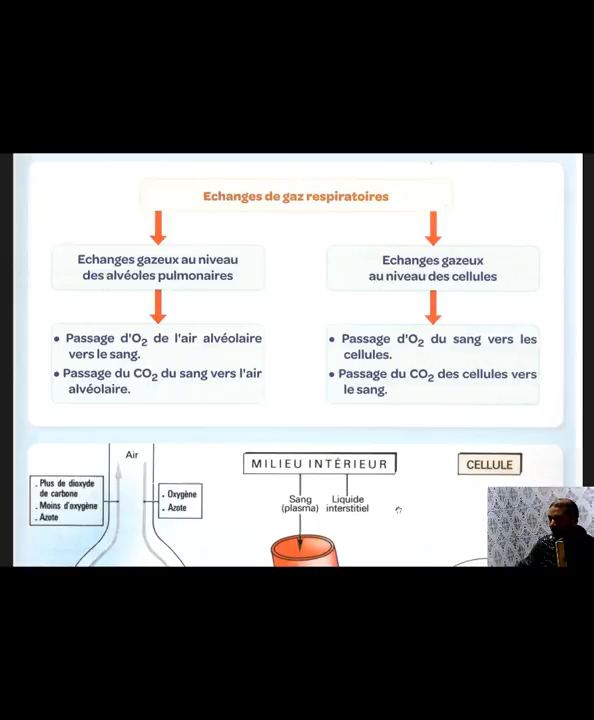 Echanges de gaz respiratoires
Echanges gazeux au niveau
des alvéoles pulmonaires
Echanges gazeux
au niveau des cellules
• Passage d'O₂ de l'air alvéolaire
vers le sang.
• Passage du CO₂ du sang vers l'air
alvéolaire.
• Passage d'O₂ du sang vers les
cellules.
• Passage du CO₂ des cellules vers
le sang.
Air
. Plus de dioxyde
de carbone
. Moins d'oxygène
. Azote
. Oxygène
. Azote
MILIEU INTÉRIEUR
Sang
(plasma)
Liquide
interstitiel
CELLULE